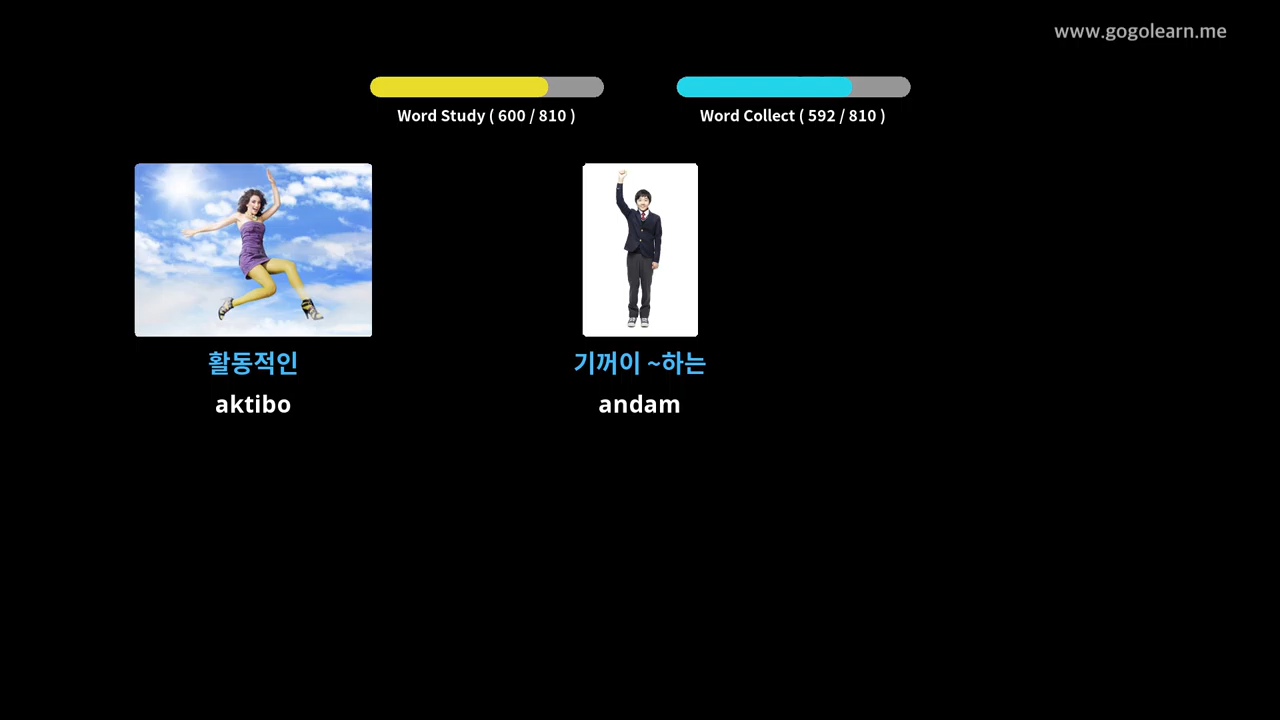 www.gogolearn.me
Word Study ( 600 / 810 )
Word Collect ( 592 / 810 )
활동적인
aktibo
기꺼이 ~하는
andam